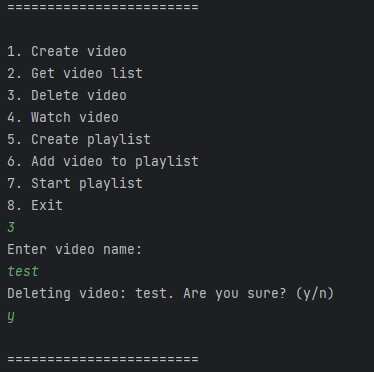 ========================
1. Create video
2. Get video list
3. Delete video
4. Watch video
5. Create playlist
6. Add video to playlist
7. Start playlist
8. Exit
3
Enter video name:
test
Deleting video: test. Are you sure? (y/n)
y
========================